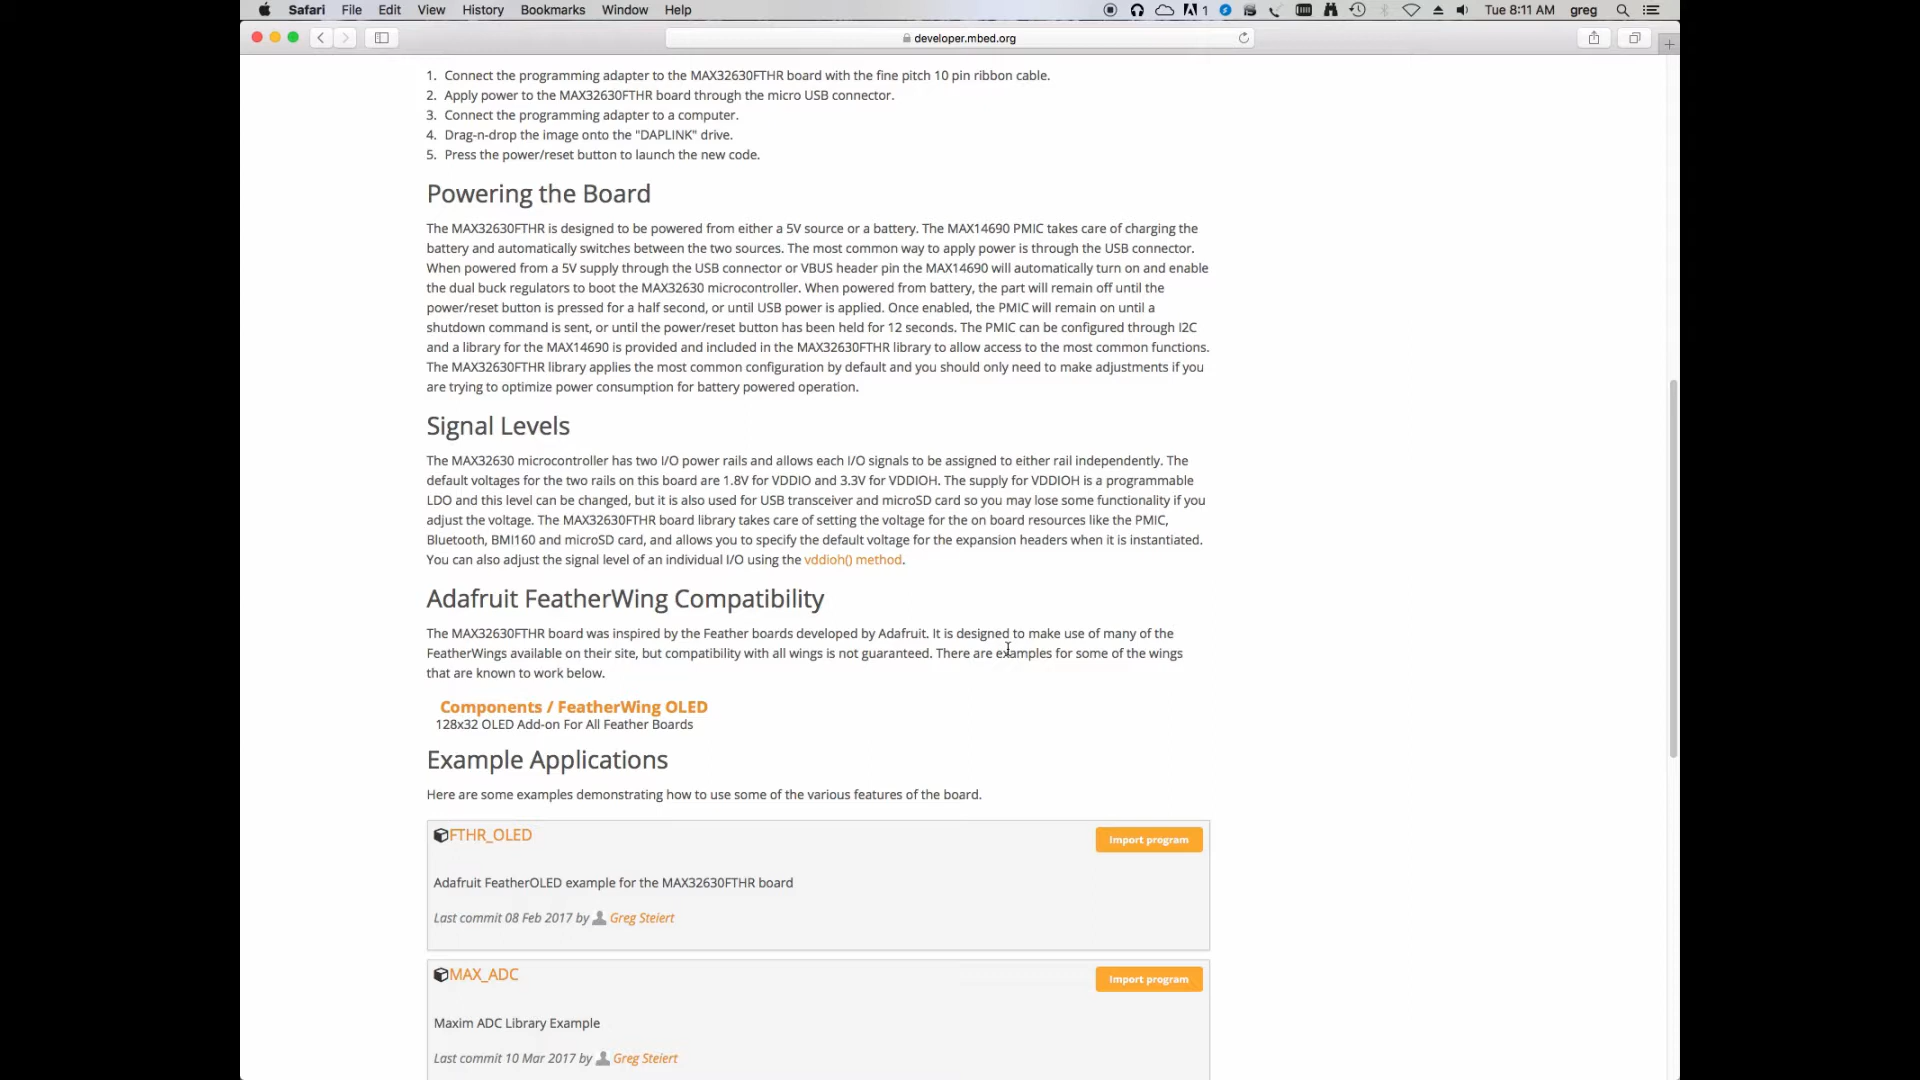 Safari File Edit View History Bookmarks Window Help 1 Tue 8:11 AM greg
developer.mbed.org
1. Connect the programming adapter to the MAX32630FTHR board with the fine pitch 10 pin ribbon cable.
2. Apply power to the MAX32630FTHR board through the micro USB connector.
3. Connect the programming adapter to a computer.
4. Drag-n-drop the image onto the "DAPLINK" drive.
5. Press the power/reset button to launch the new code.
Powering the Board
The MAX32630FTHR is designed to be powered from either a 5V source or a battery. The MAX14690 PMIC takes care of charging the
battery and automatically switches between the two sources. The most common way to apply power is through the USB connector.
When powered from a 5V supply through the USB connector or VBUS header pin the MAX14690 will automatically turn on and enable
the dual buck regulators to boot the MAX32630 microcontroller. When powered from battery, the part will remain off until the
power/reset button is pressed for a half second, or until USB power is applied. Once enabled, the PMIC will remain on until a
shutdown command is sent, or until the power/reset button has been held for 12 seconds. The PMIC can be configured through I2C
and a library for the MAX14690 is provided and included in the MAX32630FTHR library to allow access to the most common functions.
The MAX32630FTHR library applies the most common configuration by default and you should only need to make adjustments if you
are trying to optimize power consumption for battery powered operation.
Signal Levels
The MAX32630 microcontroller has two I/O power rails and allows each I/O signals to be assigned to either rail independently. The
default voltages for the two rails on this board are 1.8V for VDDIO and 3.3V for VDDIOH. The supply for VDDIOH is a programmable
LDO and this level can be changed, but it is also used for USB transceiver and microSD card so you may lose some functionality if you
adjust the voltage. The MAX32630FTHR board library takes care of setting the voltage for the on board resources like the PMIC,
Bluetooth, BMI160 and microSD card, and allows you to specify the default voltage for the expansion headers when it is instantiated.
You can also adjust the signal level of an individual I/O using the vddioh() method.
Adafruit FeatherWing Compatibility
The MAX32630FTHR board was inspired by the Feather boards developed by Adafruit. It is designed to make use of many of the
FeatherWings available on their site, but compatibility with all wings is not guaranteed. There are examples for some of the wings
that are known to work below.
Components / FeatherWing OLED
128x32 OLED Add-on For All Feather Boards
Example Applications
Here are some examples demonstrating how to use some of the various features of the board.
FTHR_OLED Import program
Adafruit FeatherOLED example for the MAX32630FTHR board
Last commit 08 Feb 2017 by Greg Steiert
MAX_ADC Import program
Maxim ADC Library Example
Last commit 10 Mar 2017 by Greg Steiert